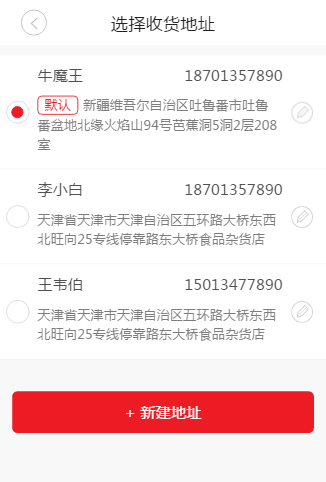 选择收货地址
牛魔王 18701357890
默认 新疆维吾尔自治区吐鲁番市吐鲁
番盆地北缘火焰山94号芭蕉洞5洞2层208
室
李小白 18701357890
天津省天津市天津自治区五环路大桥东西
北旺向25专线停靠路东大桥食品杂货店
王韦伯 15013477890
天津省天津市天津自治区五环路大桥东西
北旺向25专线停靠路东大桥食品杂货店
+ 新建地址